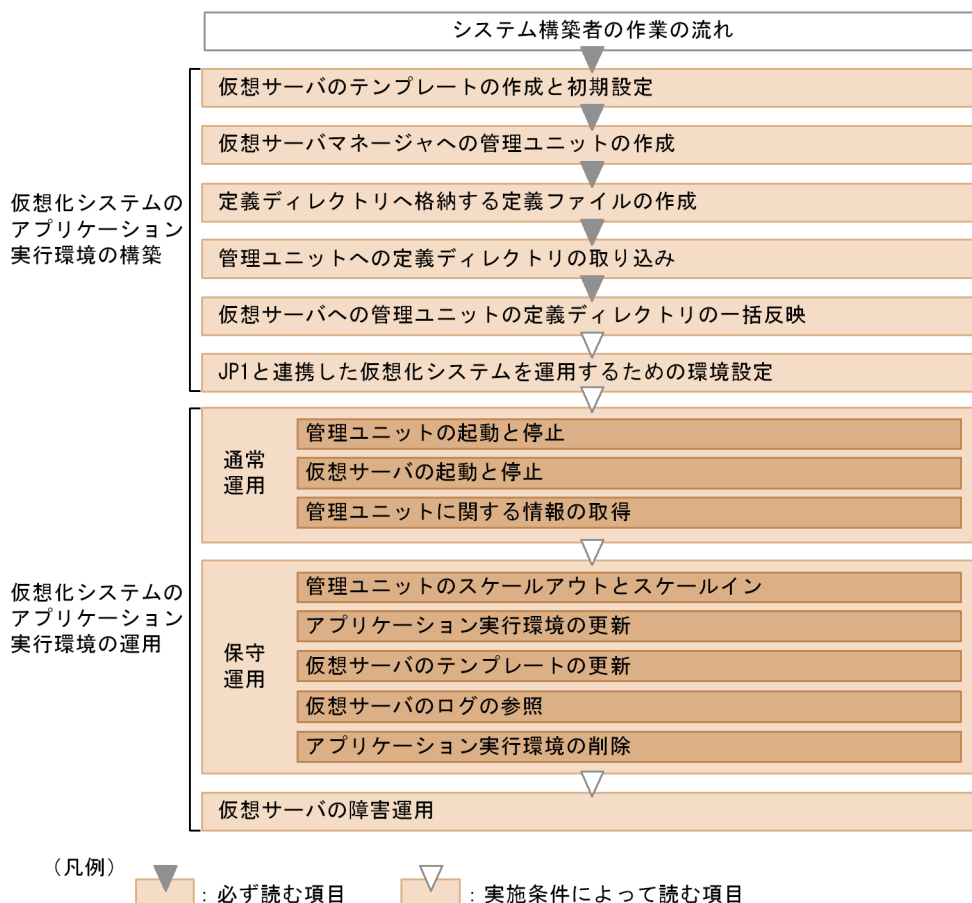 システム構築者の作業の流れ
仮想化システムの
アプリケーション
実行環境の構築
仮想サーバのテンプレートの作成と初期設定
仮想サーバマネージャへの管理ユニットの作成
定義ディレクトリへ格納する定義ファイルの作成
管理ユニットへの定義ディレクトリの取り込み
仮想サーバへの管理ユニットの定義ディレクトリの一括反映
JP1と連携した仮想化システムを運用するための環境設定
仮想化システムの
アプリケーション
実行環境の運用
通常
運用
管理ユニットの起動と停止
仮想サーバの起動と停止
管理ユニットに関する情報の取得
保守
運用
管理ユニットのスケールアウトとスケールイン
アプリケーション実行環境の更新
仮想サーバのテンプレートの更新
仮想サーバのログの参照
アプリケーション実行環境の削除
仮想サーバの障害運用
（凡例）
：必ず読む項目
：実施条件によって読む項目